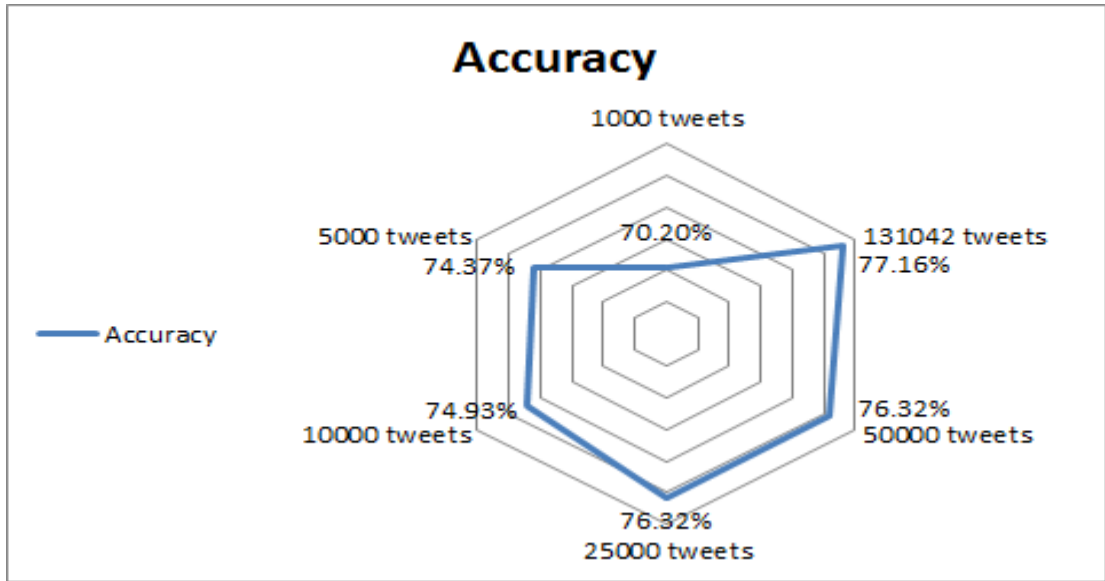 Accuracy
1000 tweets
70.20%
5000 tweets
74.37%
131042 tweets
77.16%
Accuracy
74.93%
10000 tweets
76.32%
50000 tweets
76.32%
25000 tweets